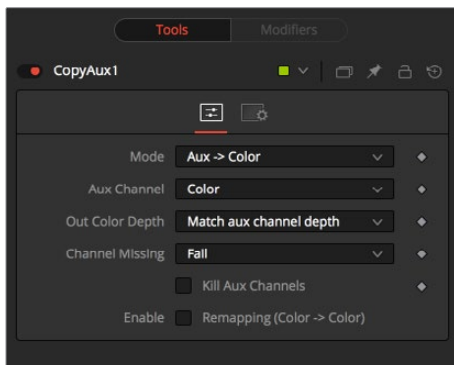 Tools Modifiers
CopyAux1
Mode Aux -> Color
Aux Channel Color
Out Color Depth Match aux channel depth
Channel Missing Fail
Kill Aux Channels
Enable Remapping (Color -> Color)